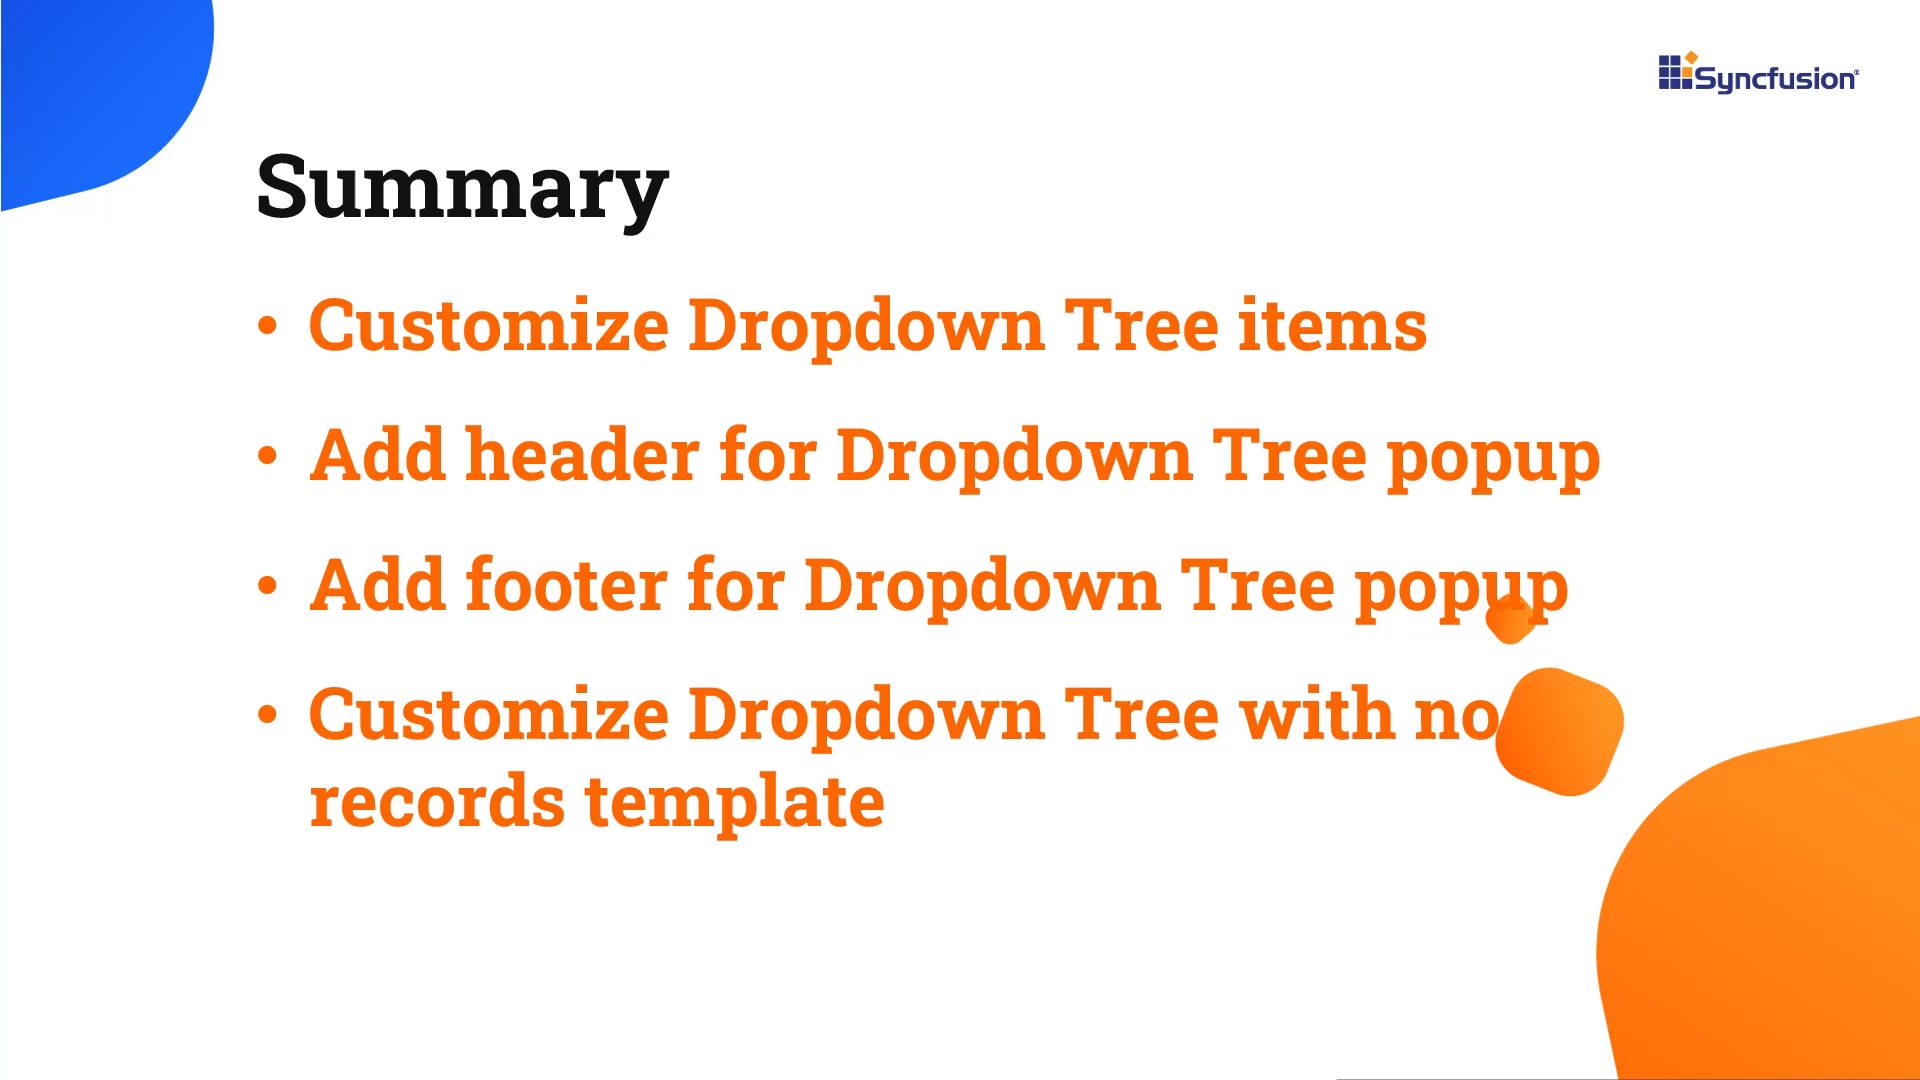 Syncfusion®
Summary
• Customize Dropdown Tree items
• Add header for Dropdown Tree popup
• Add footer for Dropdown Tree popup
• Customize Dropdown Tree with no
records template